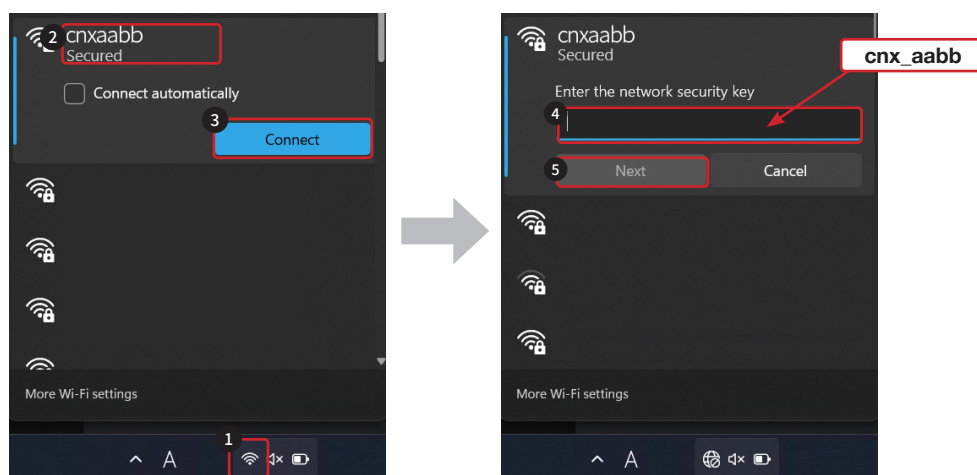 2
cnxaabb
Secured
Connect automatically
3
Connect
More Wi-Fi settings
1
A
cnxaabb
Secured
cnx_aabb
Enter the network security key
4
5
Next
Cancel
More Wi-Fi settings
A